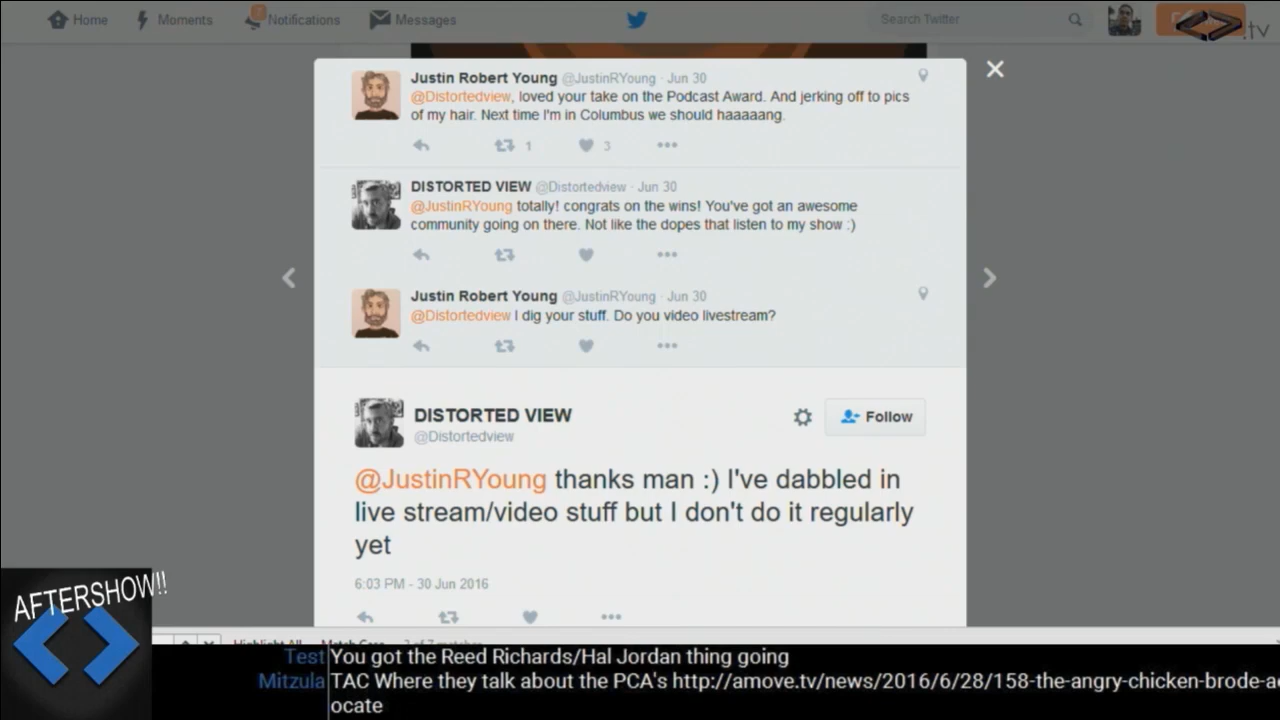 Home Moments Notifications Messages Search Twitter
.tv
Justin Robert Young @JustinRYoung · Jun 30
@Distortedview, loved your take on the Podcast Award. And jerking off to pics
of my hair. Next time I'm in Columbus we should haaaaang.
1 3
DISTORTED VIEW @Distortedview · Jun 30
@JustinRYoung totally! congrats on the wins! You've got an awesome
community going on there. Not like the dopes that listen to my show :)
Justin Robert Young @JustinRYoung · Jun 30
@Distortedview I dig your stuff. Do you video livestream?
DISTORTED VIEW
@Distortedview
Follow
@JustinRYoung thanks man :) I've dabbled in
live stream/video stuff but I don't do it regularly
yet
6:03 PM - 30 Jun 2016
AFTERSHOW!!
Highlight All Match Case
Test You got the Reed Richards/Hal Jordan thing going
Mitzula TAC Where they talk about the PCA's http://amove.tv/news/2016/6/28/158-the-angry-chicken-brode-a
ocate